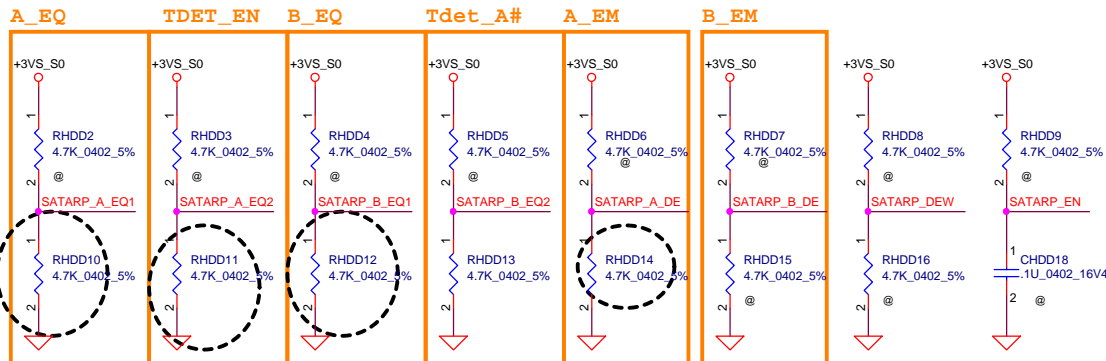 A_EQ
TDET_EN
B_EQ
Tdet_A#
A_EM
B_EM
+3VS_S0
+3VS_S0
+3VS_S0
+3VS_S0
+3VS_S0
+3VS_S0
+3VS_S0
+3VS_S0
1
RHDD2
4.7K_0402_5%
@
2
1
RHDD3
4.7K_0402_5%
@
2
1
RHDD4
4.7K_0402_5%
@
2
1
RHDD5
4.7K_0402_5%
@
2
1
RHDD6
4.7K_0402_5%
@
2
1
RHDD7
4.7K_0402_5%
@
2
1
RHDD8
4.7K_0402_5%
@
2
1
RHDD9
4.7K_0402_5%
@
2
SATARP_A_EQ1
SATARP_A_EQ2
SATARP_B_EQ1
SATARP_B_EQ2
SATARP_A_DE
SATARP_B_DE
SATARP_DEW
SATARP_EN
1
RHDD10
4.7K_0402_5%
2
1
RHDD11
4.7K_0402_5%
2
1
RHDD12
4.7K_0402_5%
2
1
RHDD13
4.7K_0402_5%
2
1
RHDD14
4.7K_0402_5%
2
1
RHDD15
4.7K_0402_5%
@
2
1
RHDD16
4.7K_0402_5%
@
2
1
CHDD18
.1U_0402_16V4
@
2